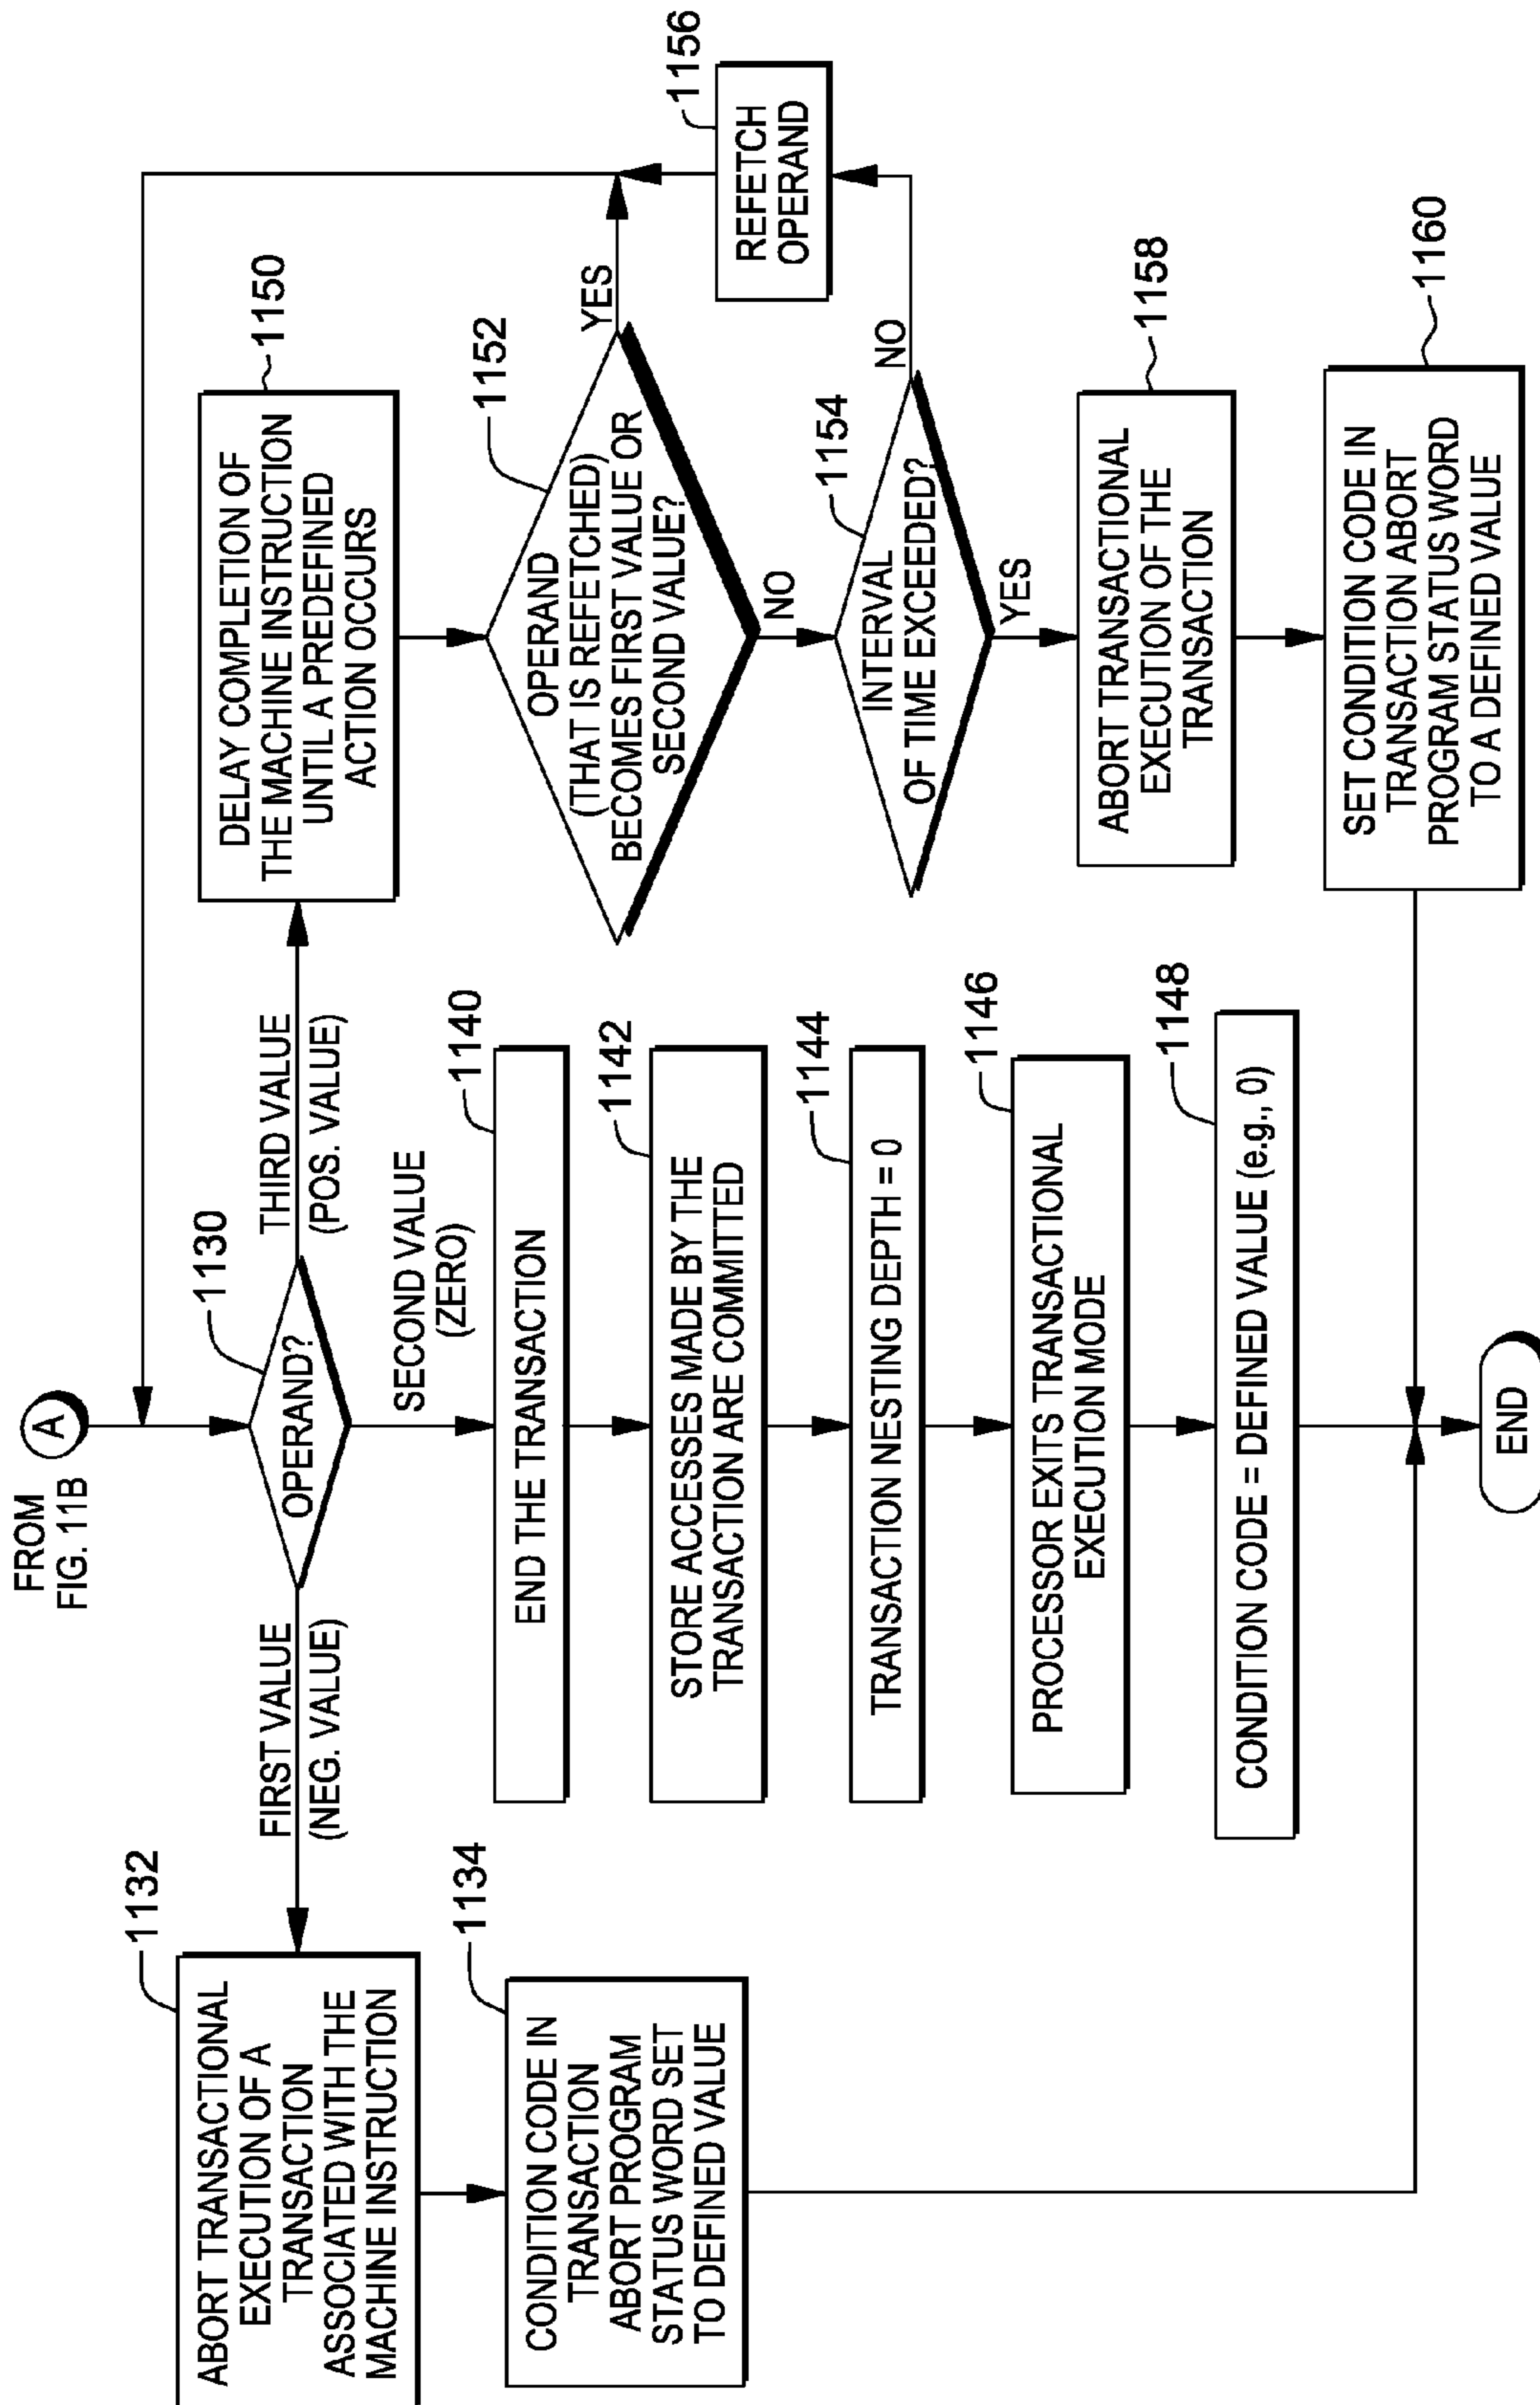 FROM
FIG. 11B
A
OPERAND?
1130
FIRST VALUE
(NEG. VALUE)
1132
ABORT TRANSACTIONAL
EXECUTION OF A
TRANSACTION
ASSOCIATED WITH THE
MACHINE INSTRUCTION
1134
CONDITION CODE IN
TRANSACTION
ABORT PROGRAM
STATUS WORD SET
TO DEFINED VALUE
SECOND VALUE
(ZERO)
1140
END THE TRANSACTION
1142
STORE ACCESSES MADE BY THE
TRANSACTION ARE COMMITTED
1144
TRANSACTION NESTING DEPTH = 0
1146
PROCESSOR EXITS TRANSACTIONAL
EXECUTION MODE
1148
CONDITION CODE = DEFINED VALUE (e.g., 0)
THIRD VALUE
(POS. VALUE)
1150
DELAY COMPLETION OF
THE MACHINE INSTRUCTION
UNTIL A PREDEFINED
ACTION OCCURS
1152
OPERAND
(THAT IS REFETCHED)
BECOMES FIRST VALUE OR
SECOND VALUE?
YES
NO
1154
INTERVAL
OF TIME EXCEEDED?
NO
YES
1156
REFETCH
OPERAND
1158
ABORT TRANSACTIONAL
EXECUTION OF THE
TRANSACTION
1160
SET CONDITION CODE IN
TRANSACTION ABORT
PROGRAM STATUS WORD
TO A DEFINED VALUE
END